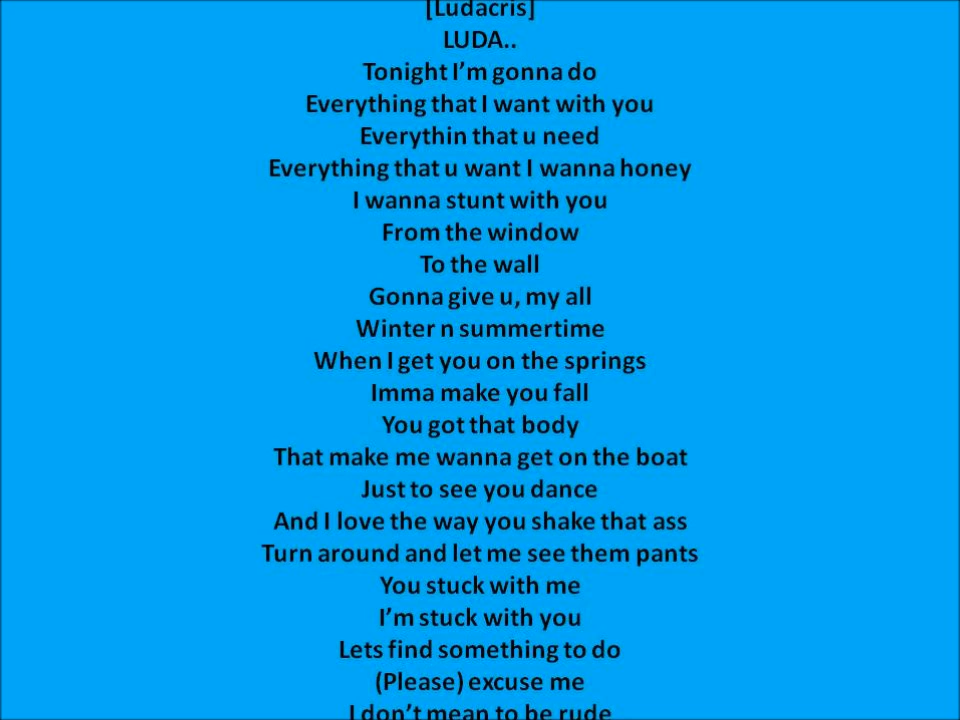 [Ludacris]
LUDA..
Tonight I’m gonna do
Everything that I want with you
Everythin that u need
Everything that u want I wanna honey
I wanna stunt with you
From the window
To the wall
Gonna give u, my all
Winter n summertime
When I get you on the springs
Imma make you fall
You got that body
That make me wanna get on the boat
Just to see you dance
And I love the way you shake that ass
Turn around and let me see them pants
You stuck with me
I’m stuck with you
Lets find something to do
(Please) excuse me
I don’t mean to be rude